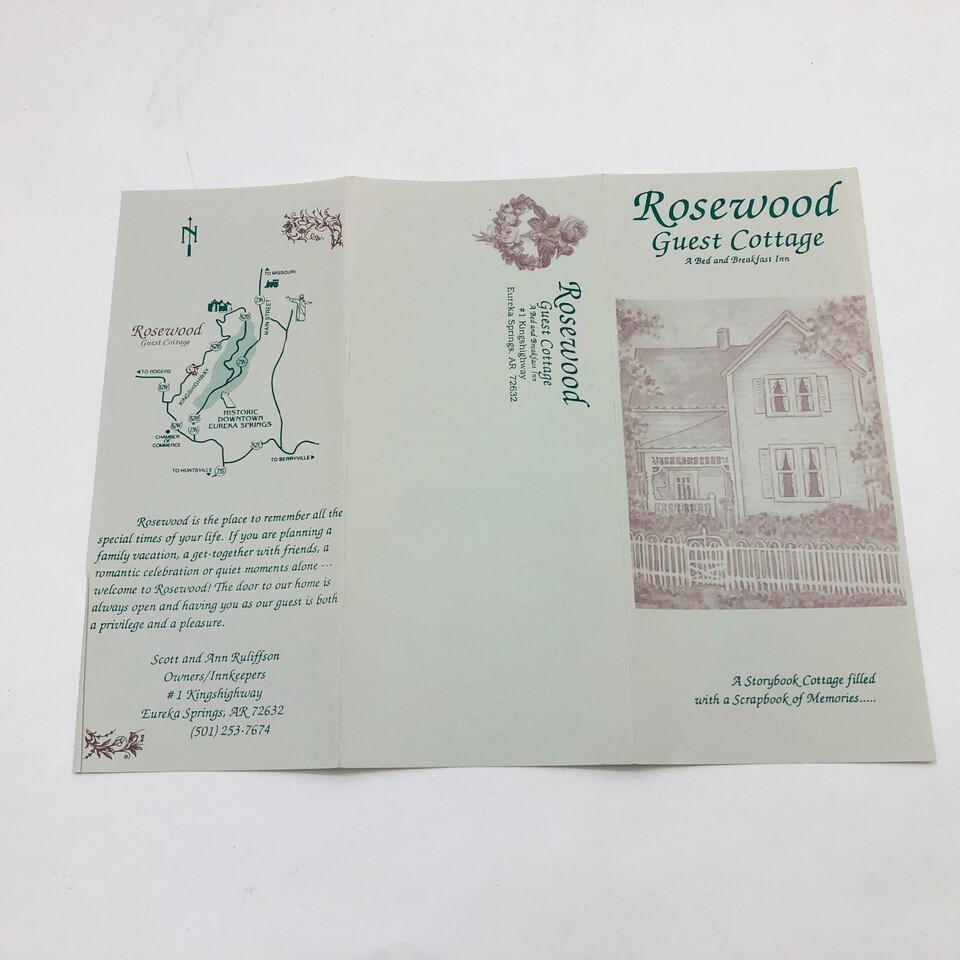 N
TO MISSOURI
MAIN STREET
Rosewood
Guest Cottage
TO ROGERS
KINGSHIGHWAY
HISTORIC
DOWNTOWN
EUREKA SPRINGS
CHAMBER
OF
COMMERCE
TO HUNTSVILLE
TO BERRYVILLE
Rosewood is the place to remember all the
special times of your life. If you are planning a
family vacation, a get-together with friends, a
romantic celebration or quiet moments alone ...
welcome to Rosewood! The door to our home is
always open and having you as our guest is both
a privilege and a pleasure.
Scott and Ann Ruliffson
Owners/Innkeepers
#1 Kingshighway
Eureka Springs, AR 72632
(501) 253-7674
Rosewood
Guest Cottage
A Bed and Breakfast Inn
#1 Kingshighway
Eureka Springs, AR 72632
Rosewood
Guest Cottage
A Bed and Breakfast Inn
A Storybook Cottage filled
with a Scrapbook of Memories.....